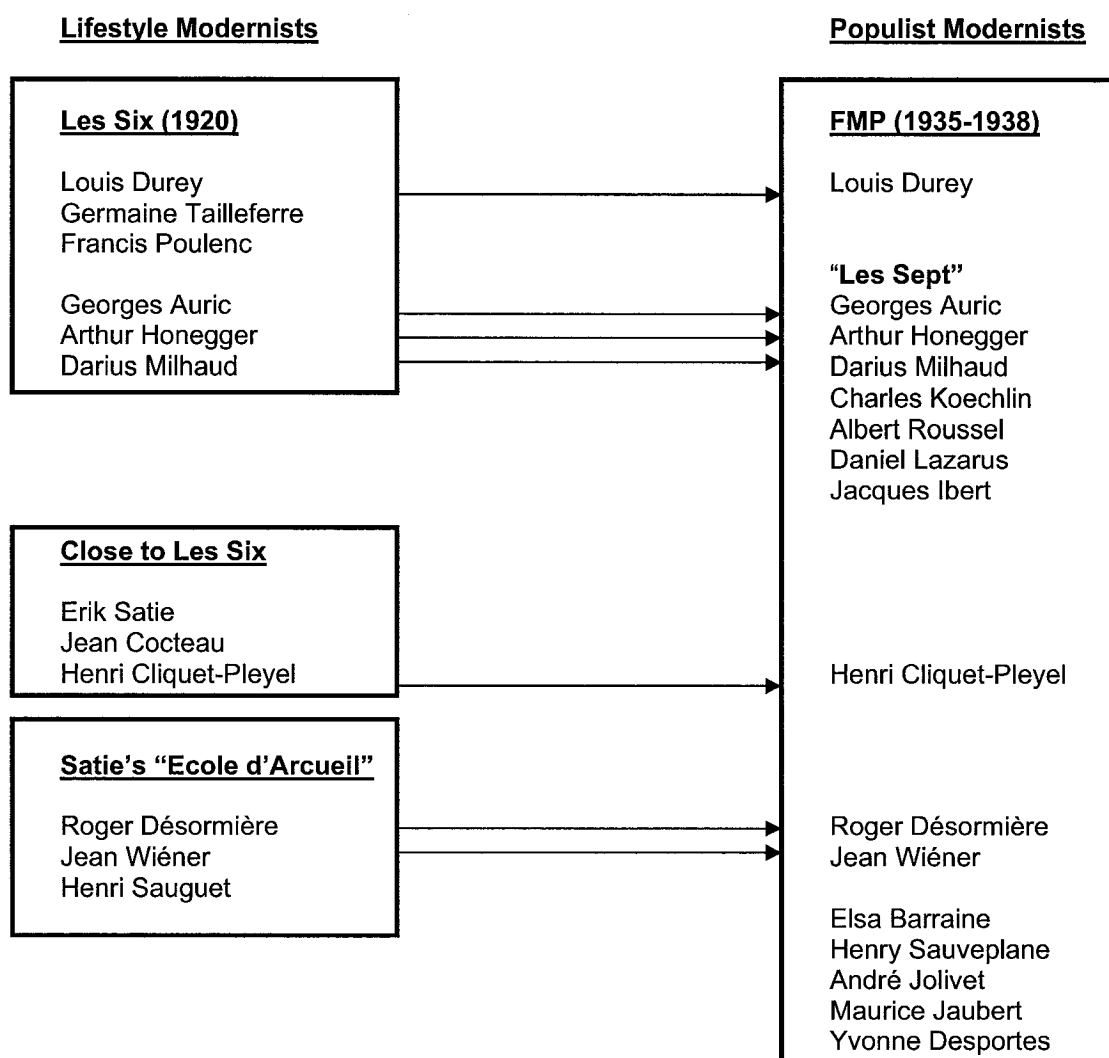 Lifestyle Modernists
Les Six (1920)
Louis Durey
Germaine Tailleferre
Francis Poulenc
Georges Auric
Arthur Honegger
Darius Milhaud
Close to Les Six
Erik Satie
Jean Cocteau
Henri Cliquet-Pleyel
Satie's "Ecole d'Arcueil"
Roger Désormière
Jean Wiéner
Henri Sauguet
Populist Modernists
FMP (1935-1938)
Louis Durey
"Les Sept"
Georges Auric
Arthur Honegger
Darius Milhaud
Charles Koechlin
Albert Roussel
Daniel Lazarus
Jacques Ibert
Henri Cliquet-Pleyel
Roger Désormière
Jean Wiéner
Elsa Barraine
Henry Sauveplane
André Jolivet
Maurice Jaubert
Yvonne Desportes